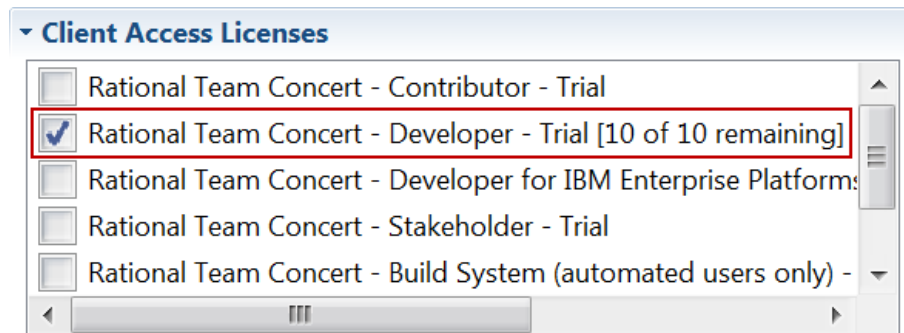 Client Access Licenses
Rational Team Concert - Contributor - Trial
Rational Team Concert - Developer - Trial [10 of 10 remaining]
Rational Team Concert - Developer for IBM Enterprise Platforms
Rational Team Concert - Stakeholder - Trial
Rational Team Concert - Build System (automated users only) -